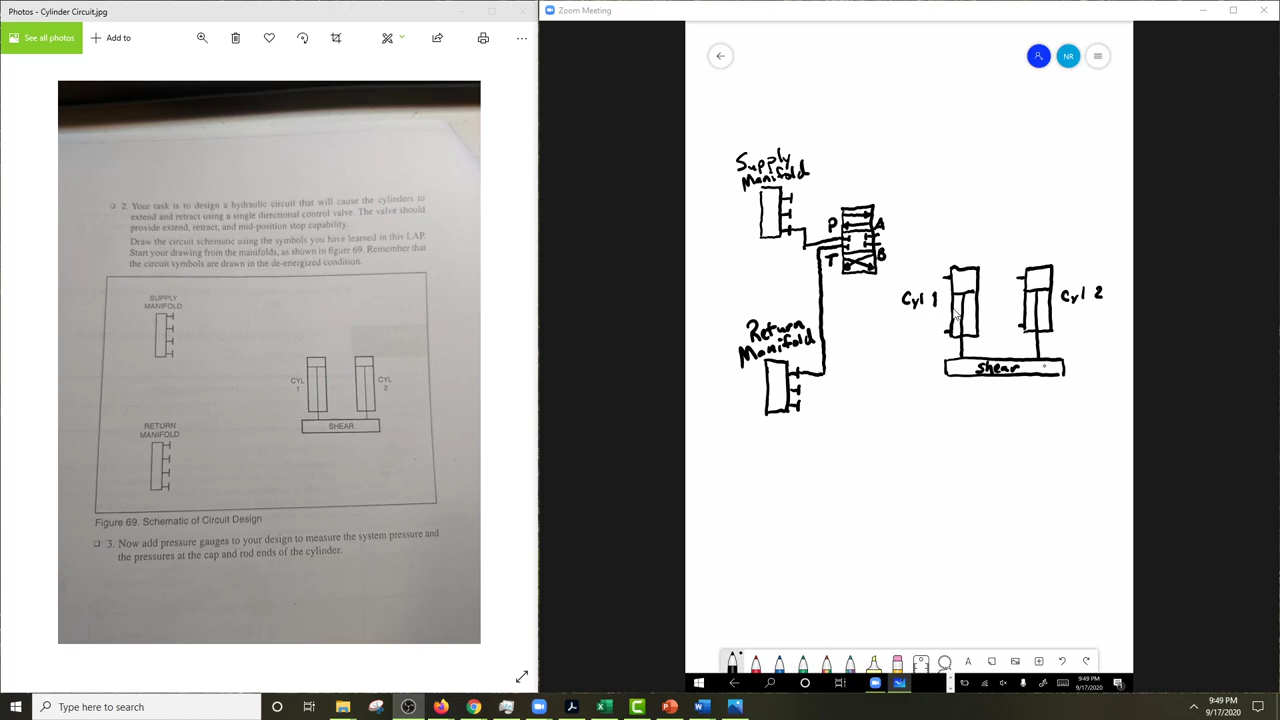 Photos - Cylinder Circuit.jpg
See all photos
Add to
2. Your task is to design a hydraulic circuit that will cause the cylinders to
extend and retract using a single directional control valve. The valve should
provide extend, retract, and mid-position stop capability.
Draw the circuit schematic using the symbols you have learned in this LAP.
Start your drawing from the manifolds, as shown in figure 69. Remember that
the circuit symbols are drawn in the de-energized condition.
SUPPLY
MANIFOLD
CYL
1
CYL
2
RETURN
MANIFOLD
SHEAR
Figure 69. Schematic of Circuit Design
3. Now add pressure gauges to your design to measure the system pressure and
the pressures at the cap and rod ends of the cylinder.
Zoom Meeting
NR
Supply
Manifold
P
A
T
B
Cyl 1
Cyl 2
Return
Manifold
Shear
A
9:49 PM
9/17/2020
Type here to search
9:49 PM
9/17/2020